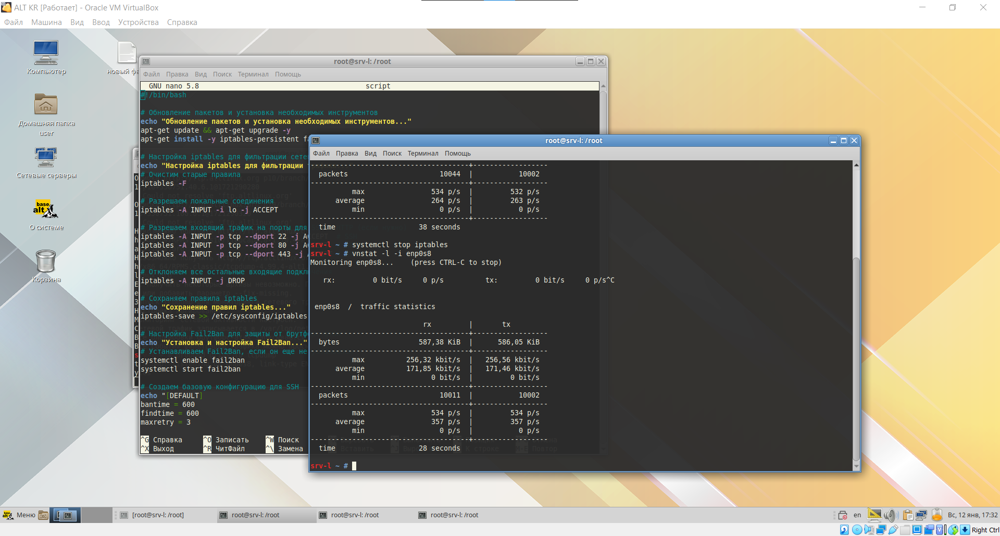 ALT KR [Работает] - Oracle VM VirtualBox
Файл Машина Вид Ввод Устройства Справка
Компьютер
новый фа
Домашняя папка
user
Сетевые серверы
base
alt
О системе
Корзина
root@srv-l: /root
Файл Правка Вид Поиск Терминал Помощь
GNU nano 5.8 script
#!/bin/bash
# Обновление пакетов и установка необходимых инструментов
echo "Обновление пакетов и установка необходимых инструментов..."
apt-get update && apt-get upgrade -y
apt-get install -y iptables-persistent fa
# Настройка iptables для фильтрации сете
echo "Настройка iptables для фильтрации
# Очистим старые правила
iptables -F
# Разрешаем локальные соединения
iptables -A INPUT -i lo -j ACCEPT
# Разрешаем входящий трафик на порты для
iptables -A INPUT -p tcp --dport 22 -j A
iptables -A INPUT -p tcp --dport 80 -j A
iptables -A INPUT -p tcp --dport 443 -j
# Отклоняем все остальные входящие подкл
iptables -A INPUT -j DROP
# Сохраняем правила iptables
echo "Сохранение правил iptables..."
iptables-save >> /etc/sysconfig/iptables
# Настройка Fail2Ban для защиты от брутф
echo "Установка и настройка Fail2Ban..."
# Устанавливаем Fail2Ban, если он еще не
systemctl enable fail2ban
systemctl start fail2ban
# Создаем базовую конфигурацию для SSH
echo "[DEFAULT]
bantime = 600
findtime = 600
maxretry = 3
^G Справка ^O Записать ^W Поиск
^X Выход ^R ЧитФайл ^\ Замена
root@srv-l: /root
Файл Правка Вид Поиск Терминал Помощь
--------------------------------------+------------------
packets 10044 | 10002
--------------------------------------+------------------
max 534 p/s | 532 p/s
average 264 p/s | 263 p/s
min 0 p/s | 0 p/s
--------------------------------------+------------------
time 38 seconds
srv-l ~ # systemctl stop iptables
srv-l ~ # vnstat -l -i enp0s8
Monitoring enp0s8... (press CTRL-C to stop)
rx: 0 bit/s 0 p/s tx: 0 bit/s 0 p/s^C
enp0s8 / traffic statistics
rx | tx
--------------------------------------+------------------
bytes 587,38 KiB | 586,05 KiB
--------------------------------------+------------------
max 256,32 kbit/s | 256,56 kbit/s
average 171,85 kbit/s | 171,46 kbit/s
min 0 bit/s | 0 bit/s
--------------------------------------+------------------
packets 10011 | 10002
--------------------------------------+------------------
max 534 p/s | 534 p/s
average 357 p/s | 357 p/s
min 0 p/s | 0 p/s
--------------------------------------+------------------
time 28 seconds
srv-l ~ #
Меню [root@srv-l: /root] root@srv-l: /root root@srv-l: /root root@srv-l: /root en Вс, 12 янв, 17:32
Right Ctrl